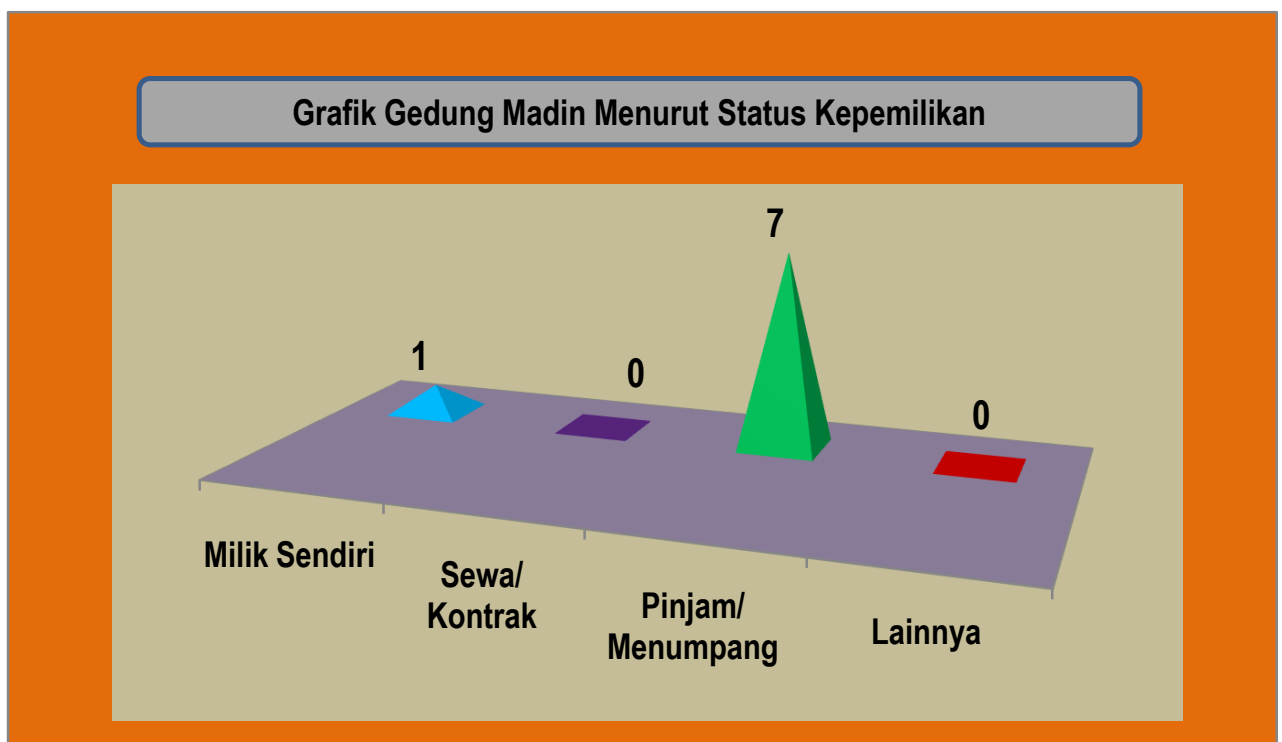 Grafik Gedung Madin Menurut Status Kepemilikan
7
1
0
0
Milik Sendiri
Sewa/
Kontrak
Pinjam/
Menumpang
Lainnya